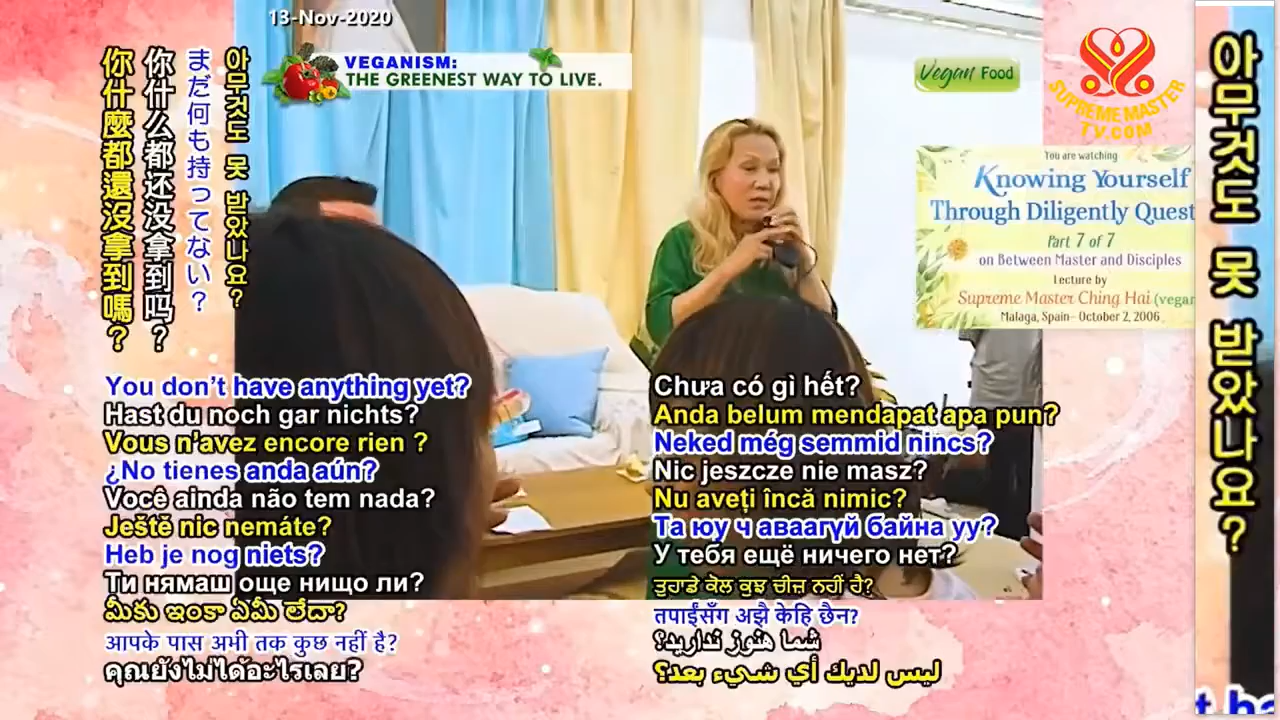 13-Nov-2020
VEGANISM:
THE GREENEST WAY TO LIVE.
Vegan Food
SUPREME MASTER
TV.COM
You are watching
Knowing Yourself
Through Diligently Quest
Part 7 of 7
on Between Master and Disciples
Lecture by
Supreme Master Ching Hai (vegan
Malaga, Spain– October 2, 2006
아무것도 못 받았나요?
まだ何も持ってない?
你什么都还没拿到吗?
你什麼都還沒拿到嗎?
You don't have anything yet?
Hast du noch gar nichts?
Vous n'avez encore rien ?
¿No tienes anda aún?
Você ainda não tem nada?
Ještě nic nemáte?
Heb je nog niets?
Ти нямаш още нищо ли?
మీకు ఇంకా ఏమీ లేదా?
आपके पास अभी तक कुछ नहीं है?
คุณยังไม่ได้อะไรเลย?
Chưa có gì hết?
Anda belum mendapat apa pun?
Neked még semmid nincs?
Nic jeszcze nie masz?
Nu aveți încă nimic?
Та юу ч аваагүй байна уу?
У тебя ещё ничего нет?
ਤੁਹਾਡੇ ਕੋਲ ਕੁਝ ਚੀਜ਼ ਨਹੀਂ ਹੈ?
तपाईंसँग अझै केहि छैन?
شما هنوز ندارید؟
ليس لديك أي شيء بعد؟
아무것도 못 받았나요?
t ha